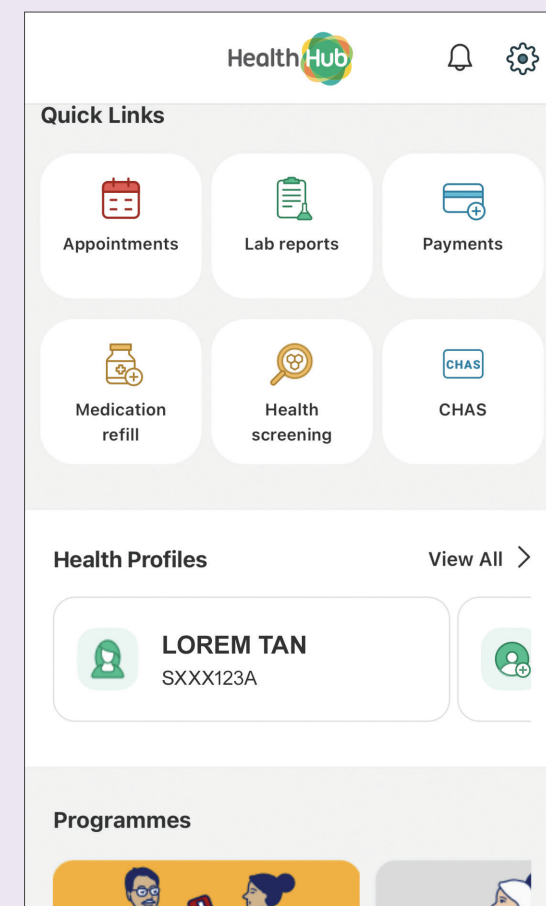 HealthHub
Quick Links
Appointments
Lab reports
Payments
Medication
refill
Health
screening
CHAS
CHAS
Health Profiles
View All
LOREM TAN
SXXX123A
Programmes